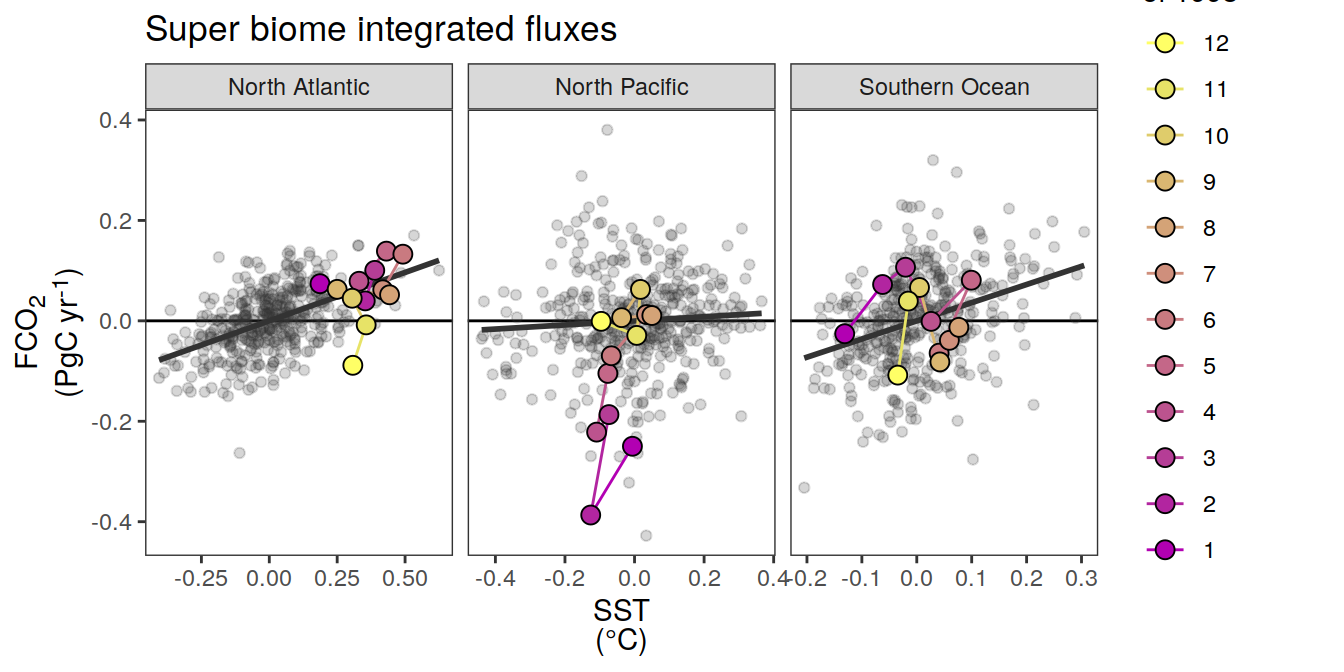 Super biome integrated fluxes
North Atlantic
North Pacific
Southern Ocean
FCO2
(PgC yr-1)
0.4
0.2
0.0
-0.2
-0.4
-0.25 0.00 0.25 0.50
-0.4 -0.2 0.0 0.2 0.4
-0.2 -0.1 0.0 0.1 0.2 0.3
SST
(°C)
12
11
10
9
8
7
6
5
4
3
2
1